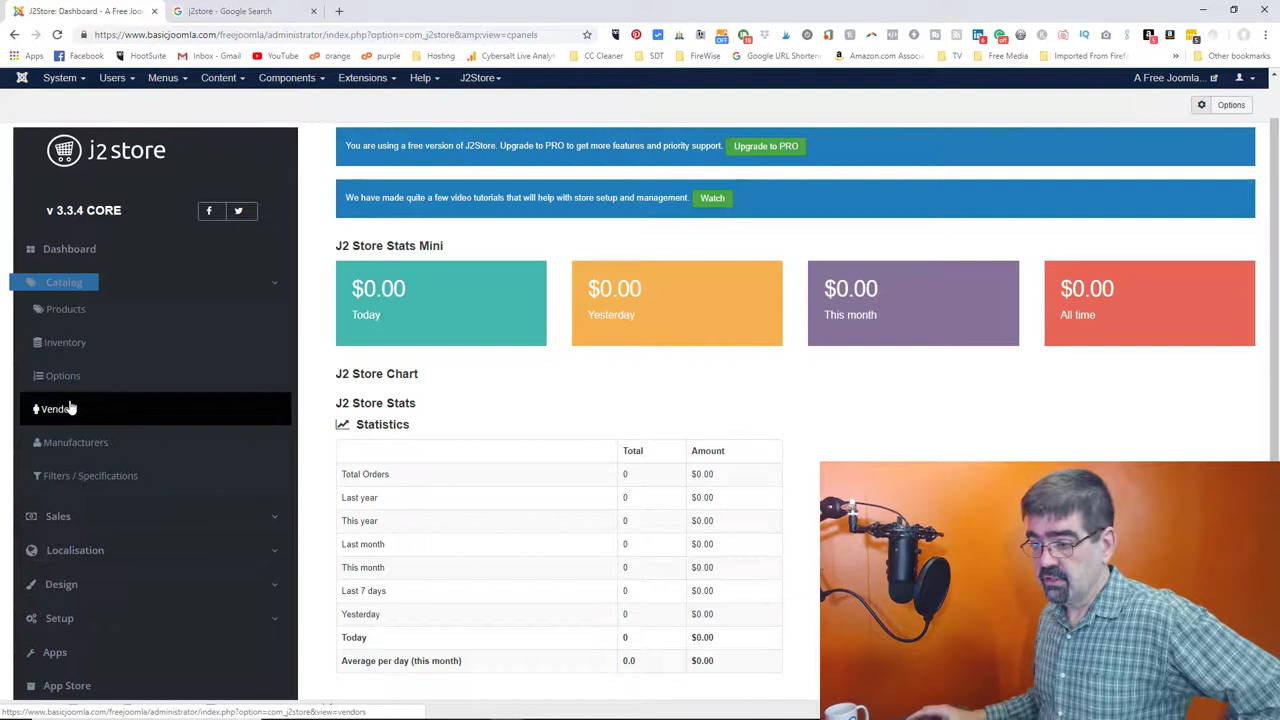 J2Store: Dashboard - A Free Joo
j2store - Google Search
https://www.basicjoomla.com/freejoomla/administrator/index.php?option=com_j2store&amp;view=cpanels
Apps Facebook HootSuite Inbox - Gmail YouTube orange purple Hosting Cybersalt Live Analy CC Cleaner SDT FireWise Google URL Shorten Amazon.com Associ TV Free Media Imported From Firef Other bookmarks
System Users Menus Content Components Extensions Help J2Store A Free Joomla...
Options
j2store
You are using a free version of J2Store. Upgrade to PRO to get more features and priority support. Upgrade to PRO
v 3.3.4 CORE
We have made quite a few video tutorials that will help with store setup and management. Watch
Dashboard
Catalog
Products
Inventory
Options
Vendo
Manufacturers
Filters / Specifications
Sales
Localisation
Design
Setup
Apps
App Store
J2 Store Stats Mini
$0.00 $0.00 $0.00 $0.00
Today Yesterday This month All time
J2 Store Chart
J2 Store Stats
Statistics
Total Amount
Total Orders 0 $0.00
Last year 0 $0.00
This year 0 $0.00
Last month 0 $0.00
This month 0 $0.00
Last 7 days 0 $0.00
Yesterday 0 $0.00
Today 0 $0.00
Average per day (this month) 0.0 $0.00
https://www.basicjoomla.com/freejoomla/administrator/index.php?option=com_j2store&view=vendors